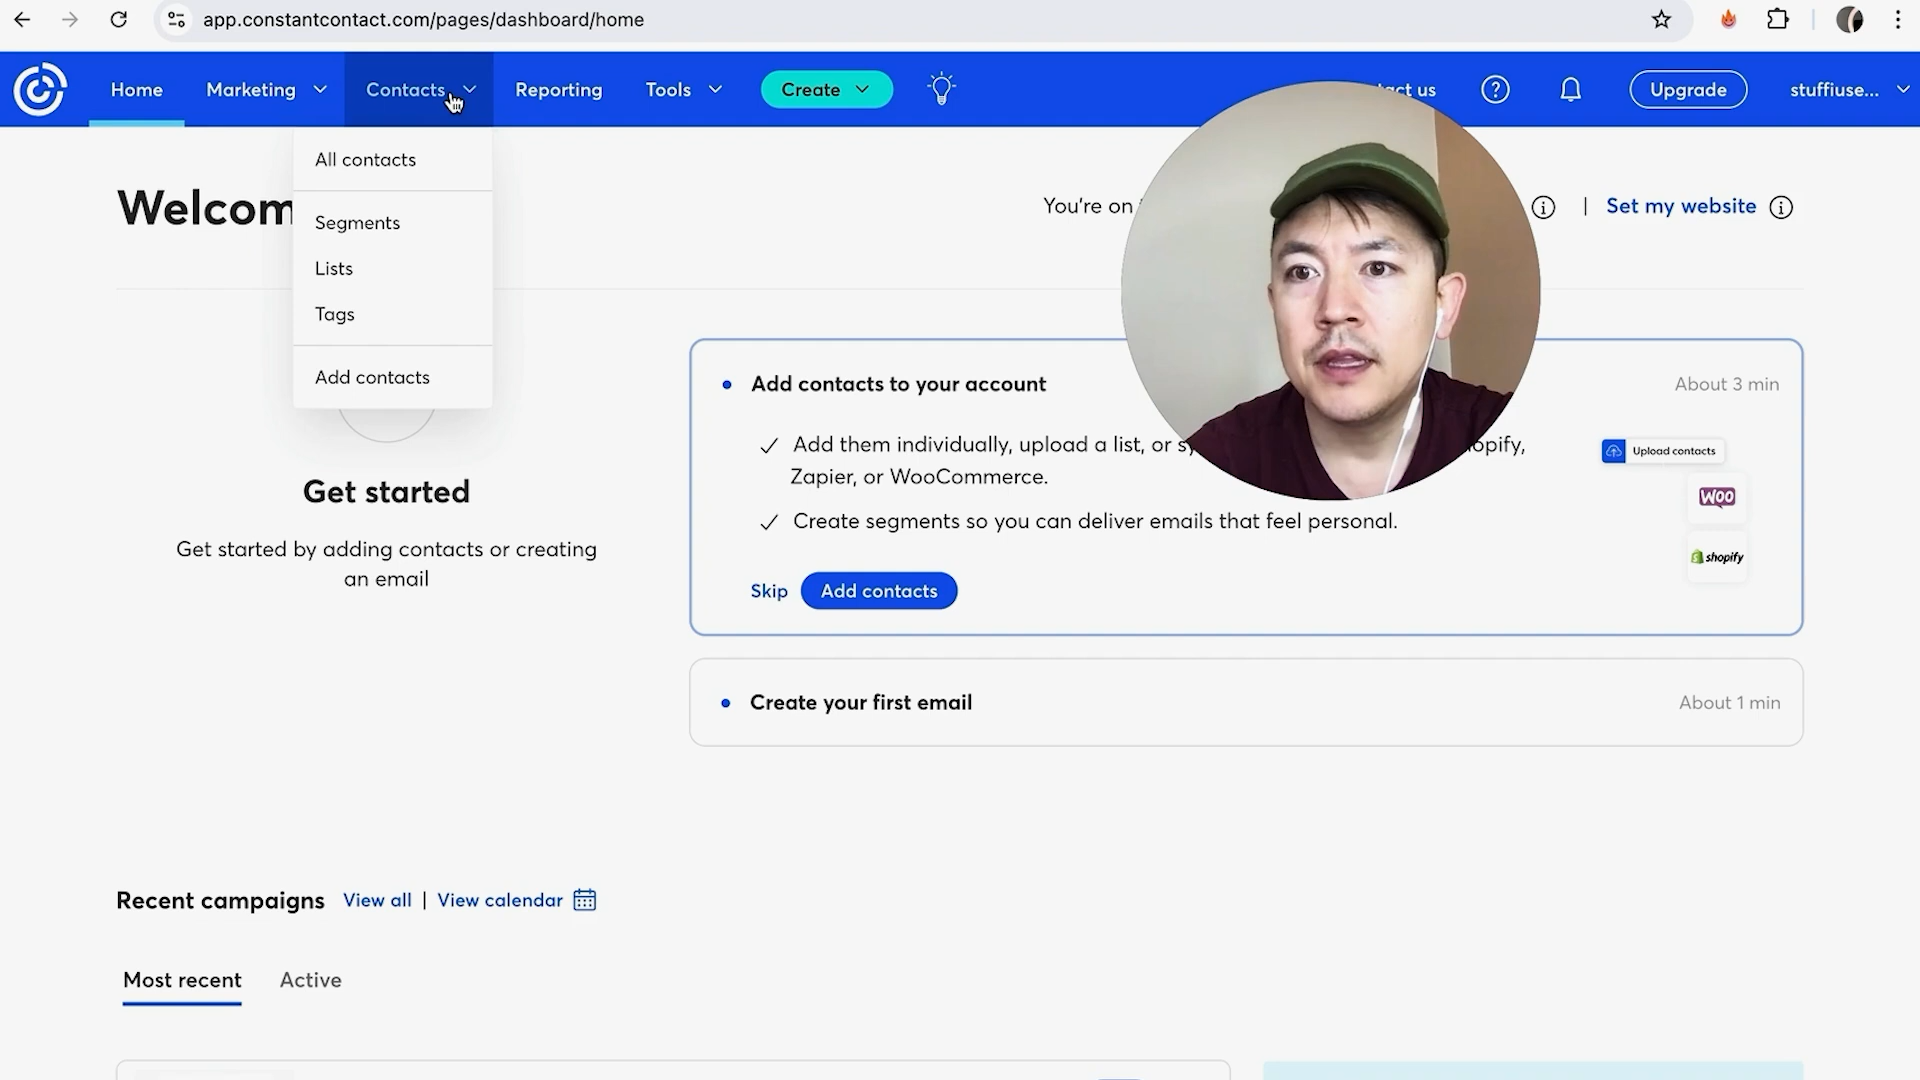 app.constantcontact.com/pages/dashboard/home
Home
Marketing
Contacts
Reporting
Tools
Create
us
Upgrade
stuffiuse...
All contacts
Segments
Lists
Tags
Add contacts
You're on
Set my website
Get started
Get started by adding contacts or creating
an email
Add contacts to your account
About 3 min
Add them individually, upload a list, or
Zapier, or WooCommerce.
Create segments so you can deliver emails that feel personal.
Skip
Add contacts
Upload contacts
WOO
shopify
Create your first email
About 1 min
Recent campaigns
View all | View calendar
Most recent
Active